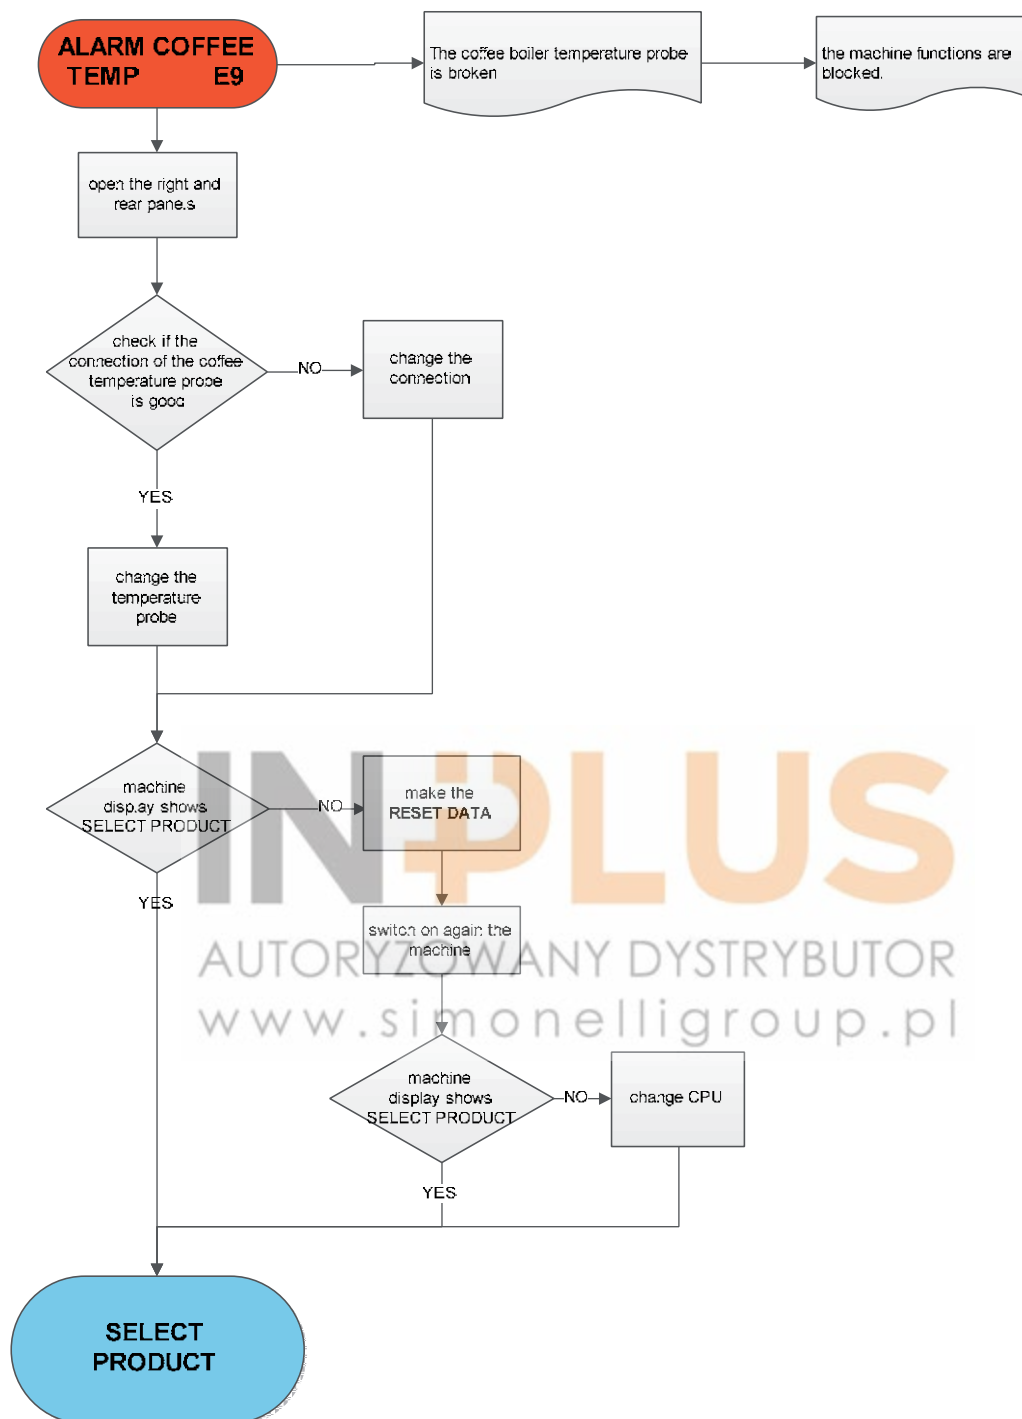 ALARM COFFEE
TEMP E9
The coffee boiler temperature probe
is broken
the machine functions are
blocked.
open the right and
rear panels
check if the
connection of the coffee
temperature probe
is good
NO
change the
connection
YES
change the
temperature
probe
machine
display shows
SELECT PRODUCT
NO
make the
RESET DATA
YES
switch on again the
machine
INPLUS
AUTORYZOWANY DYSTRYBUTOR
www.simonelligroup.pl
machine
display shows
SELECT PRODUCT
NO
change CPU
YES
SELECT
PRODUCT